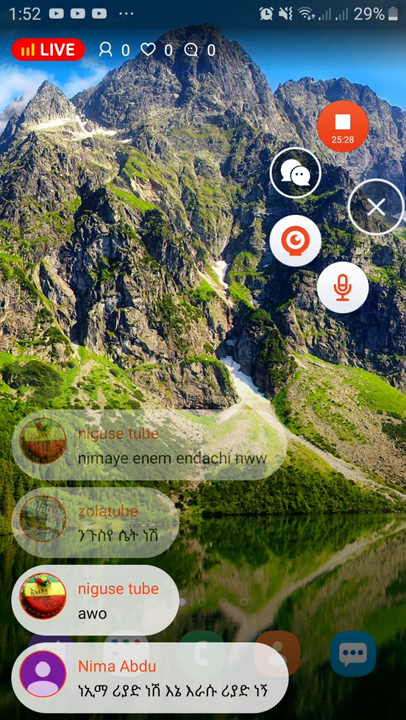 1:52
29%
LIVE 0 0 0
25:28
niguse tube
nimaye enem endachi nww
zolatube
ንጉስየ ሴት ነሽ
niguse tube
awo
Nima Abdu
ነኢማ ሪያድ ነሽ እኔ እራሱ ሪያድ ነኝ